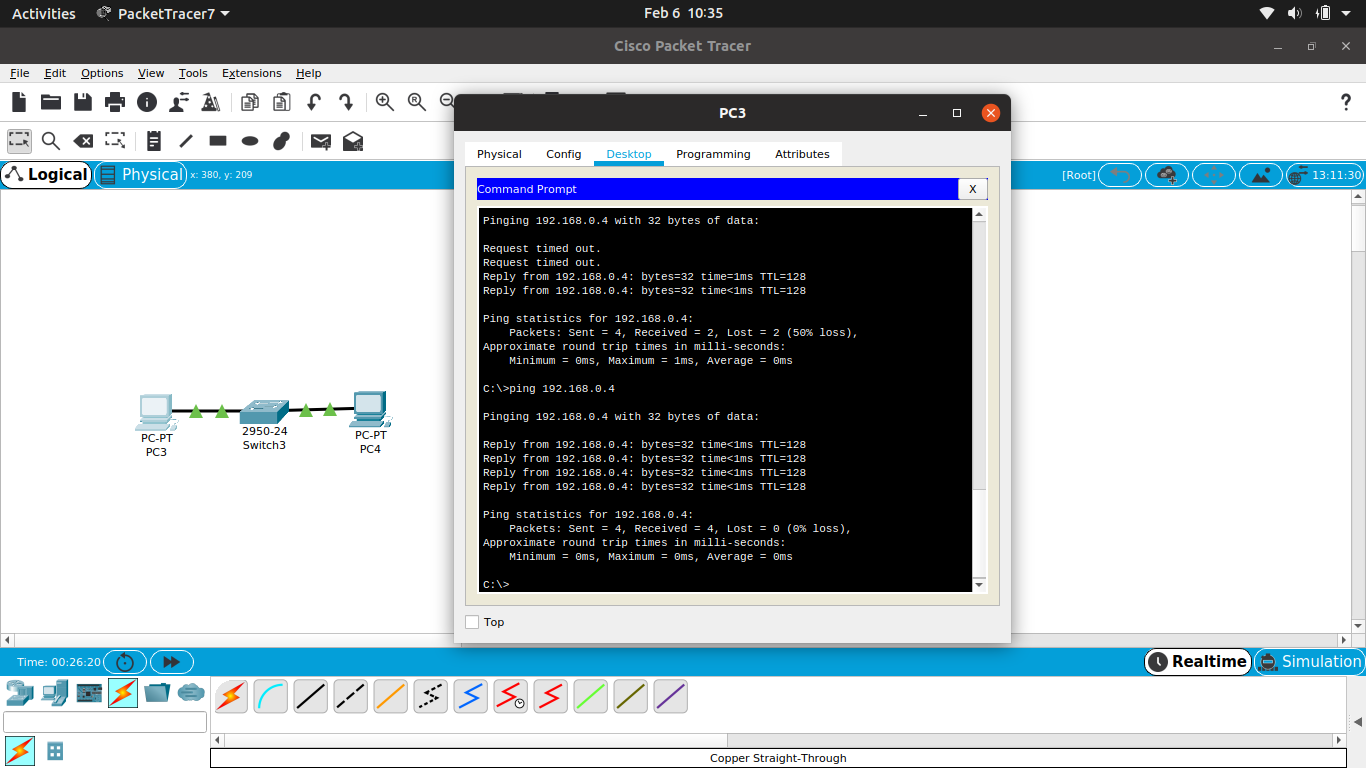 Activities PacketTracer7 Feb 6 10:35
Cisco Packet Tracer
File Edit Options View Tools Extensions Help
PC3
Physical Config Desktop Programming Attributes
Logical Physical x: 380, y: 209 [Root] 13:11:30
Command Prompt X
Pinging 192.168.0.4 with 32 bytes of data:
Request timed out.
Request timed out.
Reply from 192.168.0.4: bytes=32 time=1ms TTL=128
Reply from 192.168.0.4: bytes=32 time<1ms TTL=128
Ping statistics for 192.168.0.4:
Packets: Sent = 4, Received = 2, Lost = 2 (50% loss),
Approximate round trip times in milli-seconds:
Minimum = 0ms, Maximum = 1ms, Average = 0ms
C:\>ping 192.168.0.4
Pinging 192.168.0.4 with 32 bytes of data:
Reply from 192.168.0.4: bytes=32 time<1ms TTL=128
Reply from 192.168.0.4: bytes=32 time<1ms TTL=128
Reply from 192.168.0.4: bytes=32 time<1ms TTL=128
Reply from 192.168.0.4: bytes=32 time<1ms TTL=128
Ping statistics for 192.168.0.4:
Packets: Sent = 4, Received = 4, Lost = 0 (0% loss),
Approximate round trip times in milli-seconds:
Minimum = 0ms, Maximum = 0ms, Average = 0ms
C:\>
PC-PT
PC3
2950-24
Switch3
PC-PT
PC4
Top
Time: 00:26:20 Realtime Simulation
Copper Straight-Through